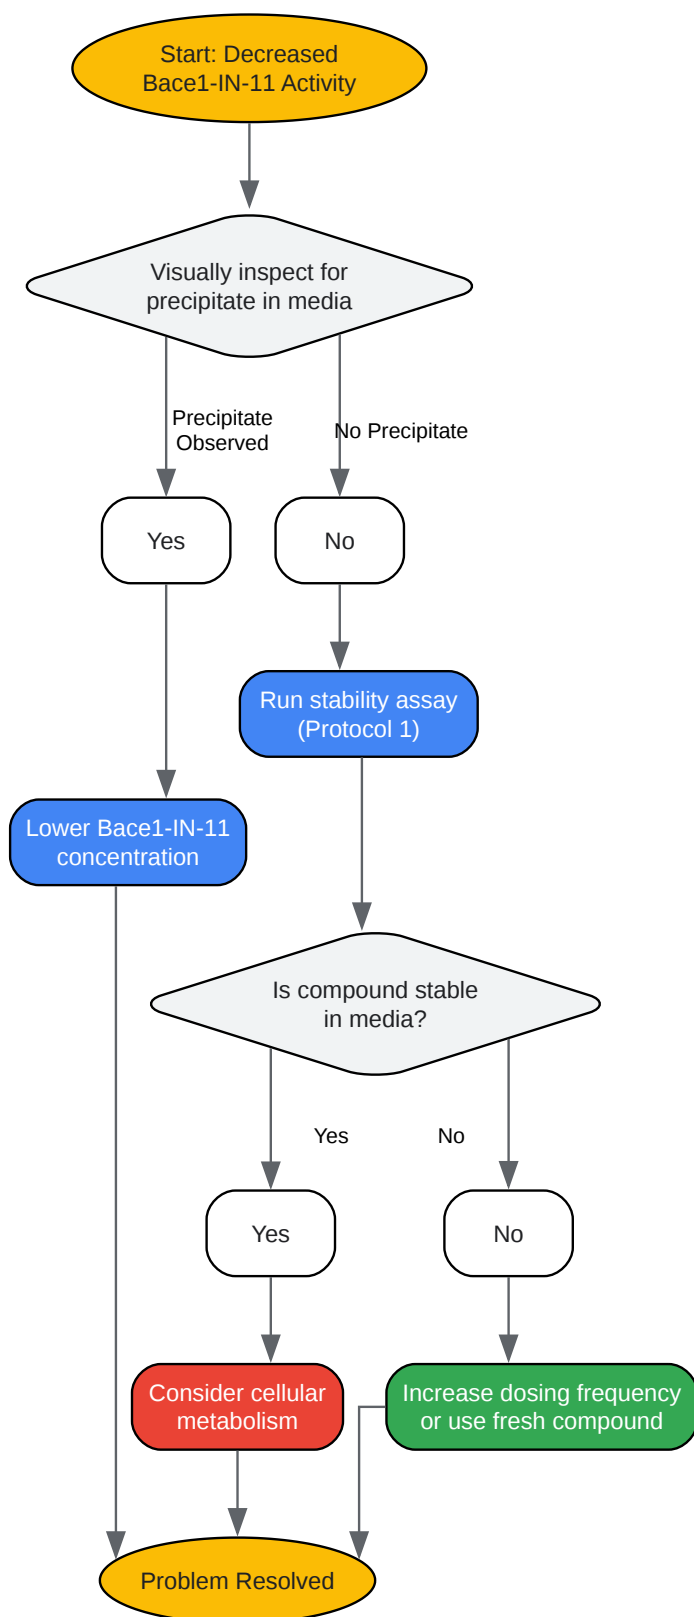 Start: Decreased
Bace1-IN-11 Activity
Visually inspect for
precipitate in media
Precipitate
Observed
No Precipitate
Yes
No
Run stability assay
(Protocol 1)
Lower Bace1-IN-11
concentration
Is compound stable
in media?
Yes
No
Yes
No
Consider cellular
metabolism
Increase dosing frequency
or use fresh compound
Problem Resolved